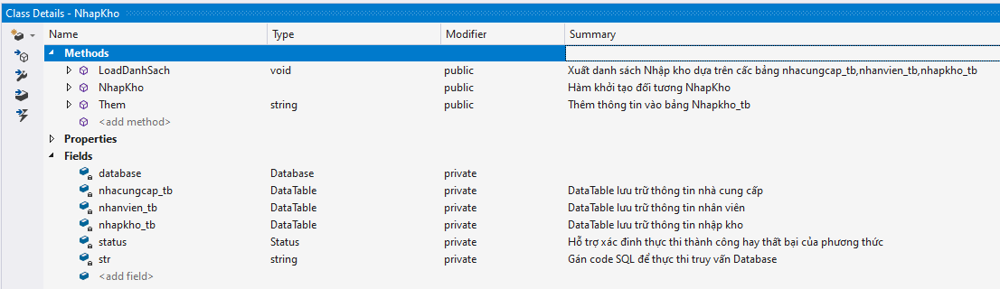 Class Details - NhapKho
Name Type Modifier Summary
Methods
LoadDanhSach void public Xuất danh sách Nhập kho dựa trên cấc bảng nhacungcap_tb,nhanvien_tb,nhapkho_tb
NhapKho public Hàm khởi tạo đối tương NhapKho
Them string public Thêm thông tin vào bảng Nhapkho_tb
<add method>
Properties
Fields
database Database private
nhacungcap_tb DataTable private DataTable lưu trữ thông tin nhà cung cấp
nhanvien_tb DataTable private DataTable lưu trữ thông tin nhân viên
nhapkho_tb DataTable private DataTable lưu trữ thông tin nhập kho
status Status private Hỗ trợ xác đinh thực thi thành công hay thất bại của phương thức
str string private Gán code SQL để thực thi truy vấn Database
<add field>